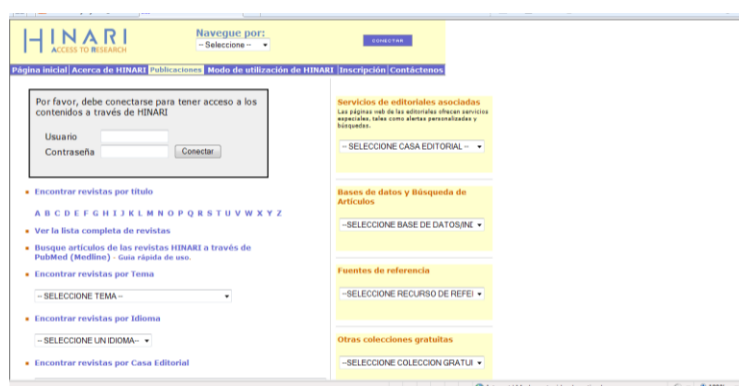 HINARI
ACCESS TO RESEARCH
Navegue por:
-- Seleccione --
CONECTAR
Página inicial Acerca de HINARI Publicaciones Modo de utilización de HINARI Inscripción Contáctenos
Por favor, debe conectarse para tener acceso a los
contenidos a través de HINARI
Usuario
Contraseña
Conectar
Encontrar revistas por título
A B C D E F G H I J K L M N O P Q R S T U V W X Y Z
Ver la lista completa de revistas
Busque artículos de las revistas HINARI a través de
PubMed (Medline) - Guía rápida de uso.
Encontrar revistas por Tema
-- SELECCIONE TEMA --
Encontrar revistas por Idioma
-- SELECCIONE UN IDIOMA--
Encontrar revistas por Casa Editorial
Servicios de editoriales asociadas
Las páginas web de las editoriales ofrecen servicios
especiales, tales como alertas personalizadas y
búsquedas.
-- SELECCIONE CASA EDITORIAL --
Bases de datos y Búsqueda de
Artículos
--SELECCIONE BASE DE DATOS/INE
Fuentes de referencia
--SELECCIONE RECURSO DE REFEI
Otras colecciones gratuitas
--SELECCIONE COLECCION GRATUI